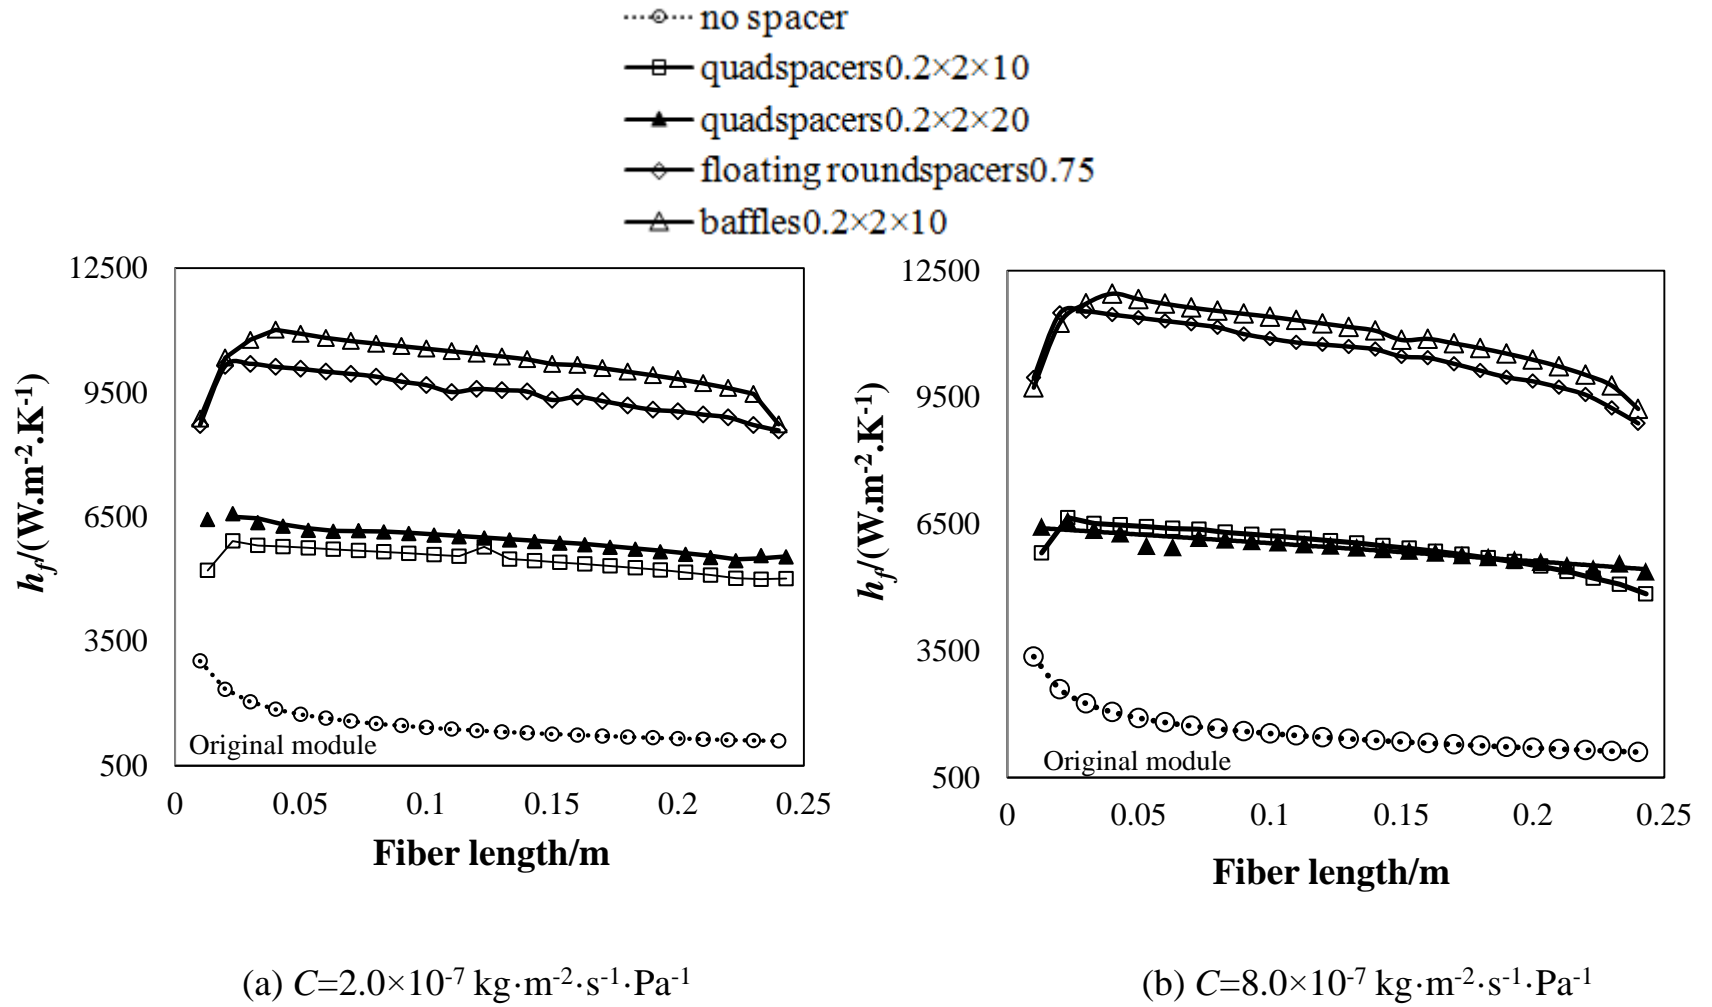 no spacer
quadspacers0.2×2×10
quadspacers0.2×2×20
floating roundspacers0.75
baffles0.2×2×10
12500
9500
6500
3500
500
0 0.05 0.1 0.15 0.2 0.25
h_f/(W.m⁻².K⁻¹)
Original module
Fiber length/m
(a) C=2.0×10⁻⁷ kg·m⁻²·s⁻¹·Pa⁻¹
12500
9500
6500
3500
500
0 0.05 0.1 0.15 0.2 0.25
h_f/(W.m⁻².K⁻¹)
Original module
Fiber length/m
(b) C=8.0×10⁻⁷ kg·m⁻²·s⁻¹·Pa⁻¹